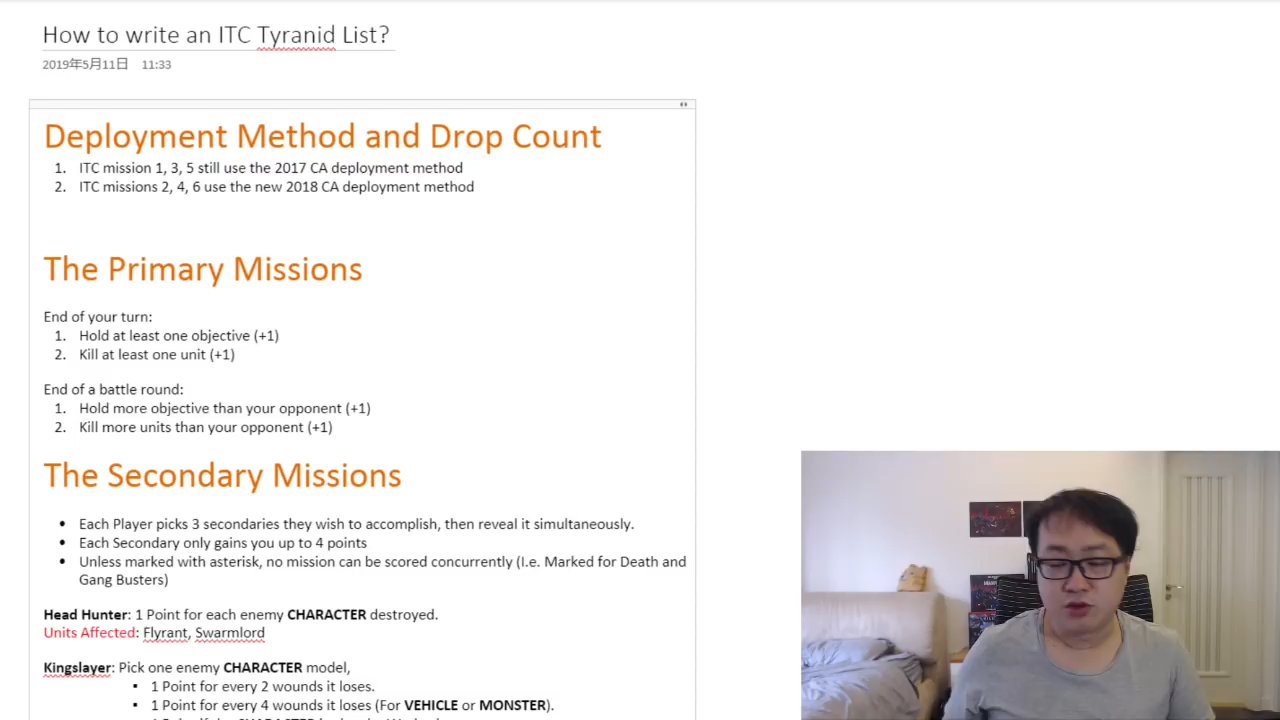 How to write an ITC Tyranid List?
2019年5月11日 11:33
Deployment Method and Drop Count
1. ITC mission 1, 3, 5 still use the 2017 CA deployment method
2. ITC missions 2, 4, 6 use the new 2018 CA deployment method
The Primary Missions
End of your turn:
1. Hold at least one objective (+1)
2. Kill at least one unit (+1)
End of a battle round:
1. Hold more objective than your opponent (+1)
2. Kill more units than your opponent (+1)
The Secondary Missions
• Each Player picks 3 secondaries they wish to accomplish, then reveal it simultaneously.
• Each Secondary only gains you up to 4 points
• Unless marked with asterisk, no mission can be scored concurrently (I.e. Marked for Death and
Gang Busters)
Head Hunter: 1 Point for each enemy CHARACTER destroyed.
Units Affected: Flyrant, Swarmlord
Kingslayer: Pick one enemy CHARACTER model,
▪ 1 Point for every 2 wounds it loses.
▪ 1 Point for every 4 wounds it loses (For VEHICLE or MONSTER).